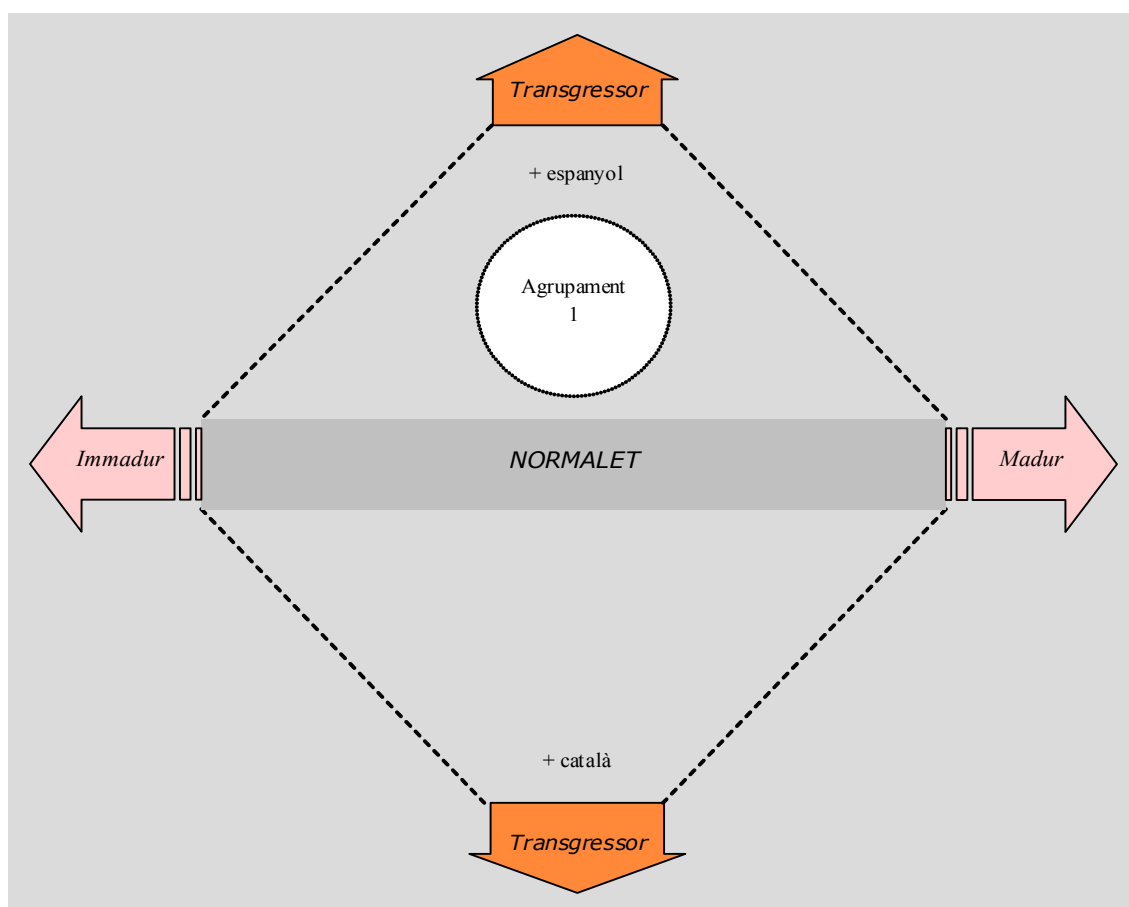 Transgressor
+ espanyol
Agrupament
1
Immadur
NORMALET
Madur
+ català
Transgressor